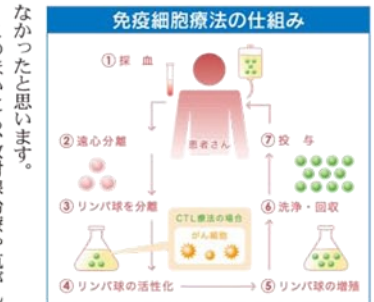 免疫細胞療法の仕組み
①採血
患者さん
②遠心分離
⑦投与
③リンパ球を分離
CTL療法の場合
がん細胞
⑥洗浄・回収
④リンパ球の活性化
⑤リンパ球の増殖
なかったと思います。